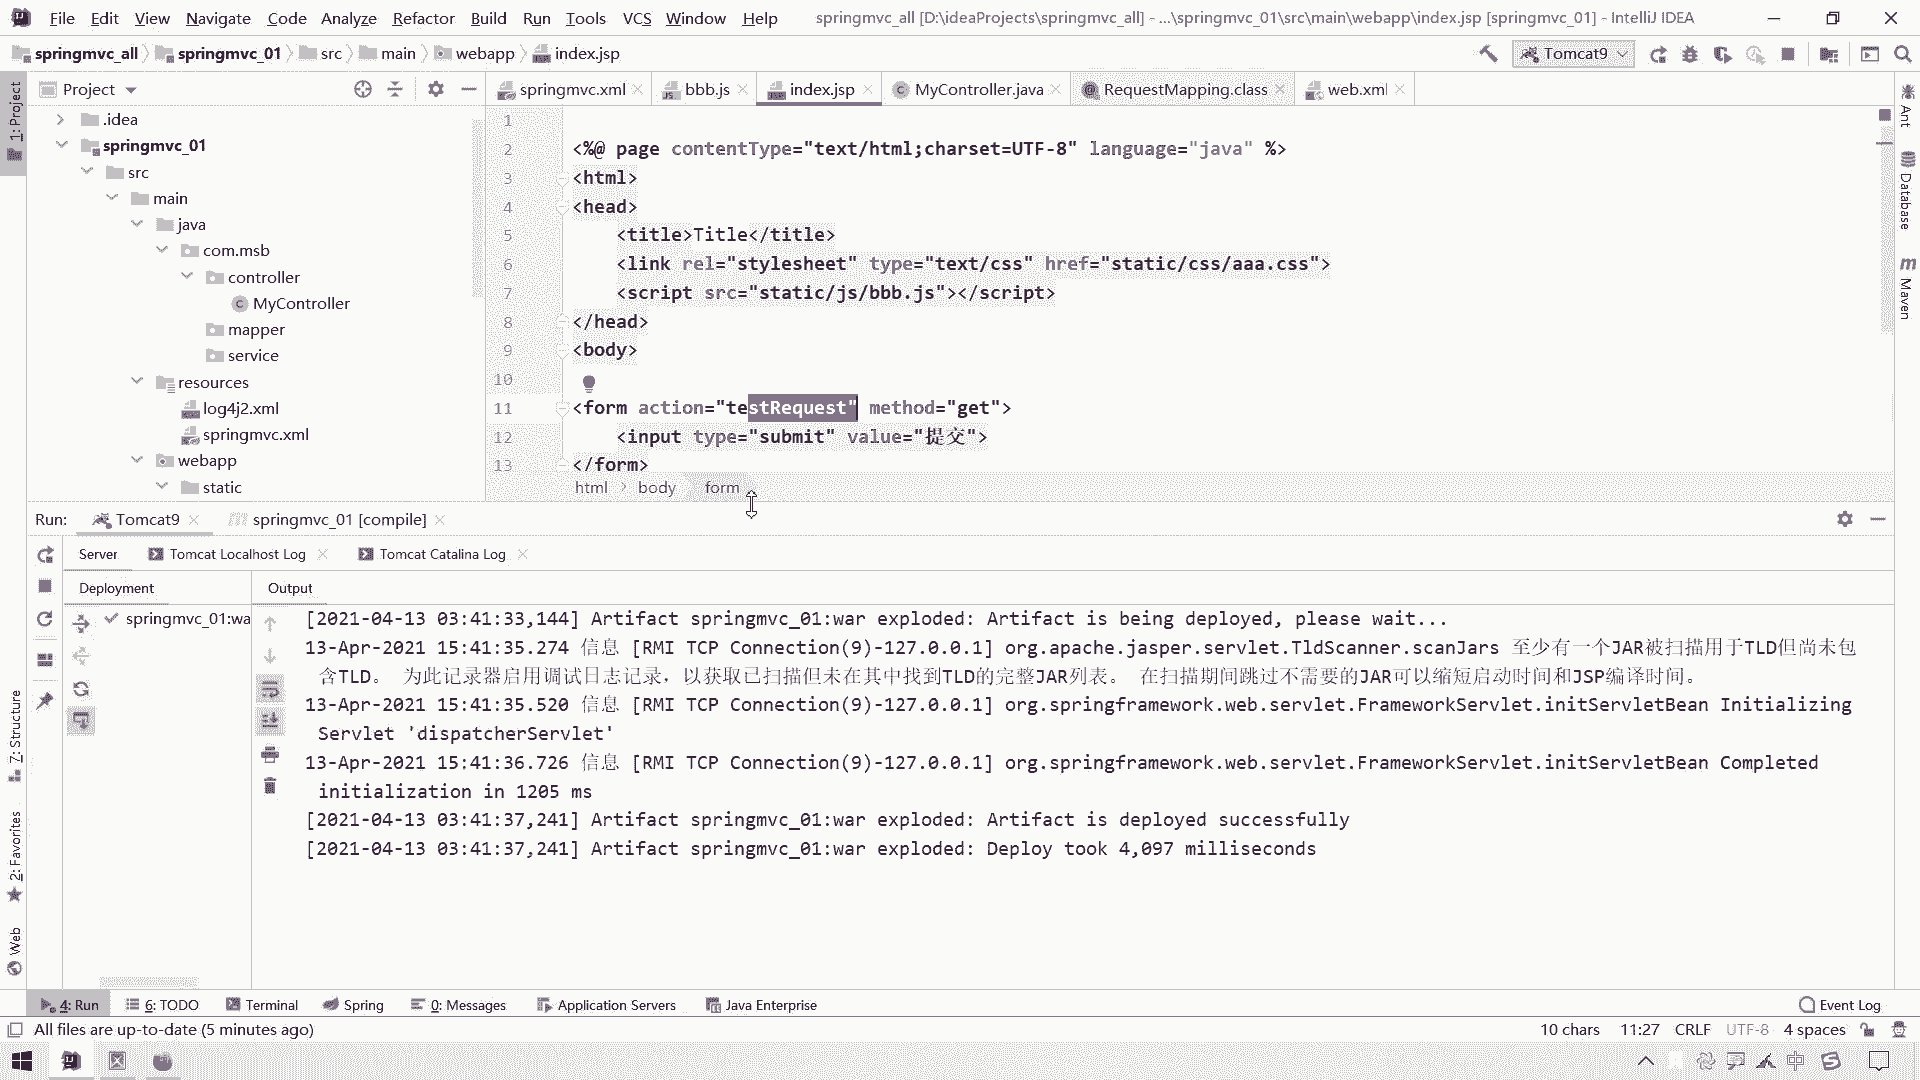 File Edit View Navigate Code Analyze Refactor Build Run Tools VCS Window Help springmvc_all [D:\ideaProjects\springmvc_all] - ...\springmvc_01\src\main\webapp\index.jsp [springmvc_01] - IntelliJ IDEA
springmvc_all springmvc_01 src main webapp index.jsp Tomcat9
1: Project
Project
springmvc.xml bbb.js index.jsp MyController.java RequestMapping.class web.xml
.idea
springmvc_01
src
main
java
com.msb
controller
MyController
mapper
service
resources
log4j2.xml
springmvc.xml
webapp
static
1
2 <%@ page contentType="text/html;charset=UTF-8" language="java" %>
3 <html>
4 <head>
5 <title>Title</title>
6 <link rel="stylesheet" type="text/css" href="static/css/aaa.css">
7 <script src="static/js/bbb.js"></script>
8 </head>
9 <body>
10
11 <form action="testRequest" method="get">
12 <input type="submit" value="提交">
13 </form>
html body form
Ant
Database
Maven
Run: Tomcat9 springmvc_01 [compile]
Server Tomcat Localhost Log Tomcat Catalina Log
Deployment Output
springmvc_01:wa
[2021-04-13 03:41:33,144] Artifact springmvc_01:war exploded: Artifact is being deployed, please wait...
13-Apr-2021 15:41:35.274 信息 [RMI TCP Connection(9)-127.0.0.1] org.apache.jasper.servlet.TldScanner.scanJars 至少有一个JAR被扫描用于TLD但尚未包
含TLD。 为此记录器启用调试日志记录，以获取已扫描但未在其中找到TLD的完整JAR列表。 在扫描期间跳过不需要的JAR可以缩短启动时间和JSP编译时间。
13-Apr-2021 15:41:35.520 信息 [RMI TCP Connection(9)-127.0.0.1] org.springframework.web.servlet.FrameworkServlet.initServletBean Initializing
Servlet 'dispatcherServlet'
13-Apr-2021 15:41:36.726 信息 [RMI TCP Connection(9)-127.0.0.1] org.springframework.web.servlet.FrameworkServlet.initServletBean Completed
initialization in 1205 ms
[2021-04-13 03:41:37,241] Artifact springmvc_01:war exploded: Artifact is deployed successfully
[2021-04-13 03:41:37,241] Artifact springmvc_01:war exploded: Deploy took 4,097 milliseconds
7: Structure
2: Favorites
Web
4: Run 6: TODO Terminal Spring 0: Messages Application Servers Java Enterprise Event Log
All files are up-to-date (5 minutes ago) 10 chars 11:27 CRLF UTF-8 4 spaces
中